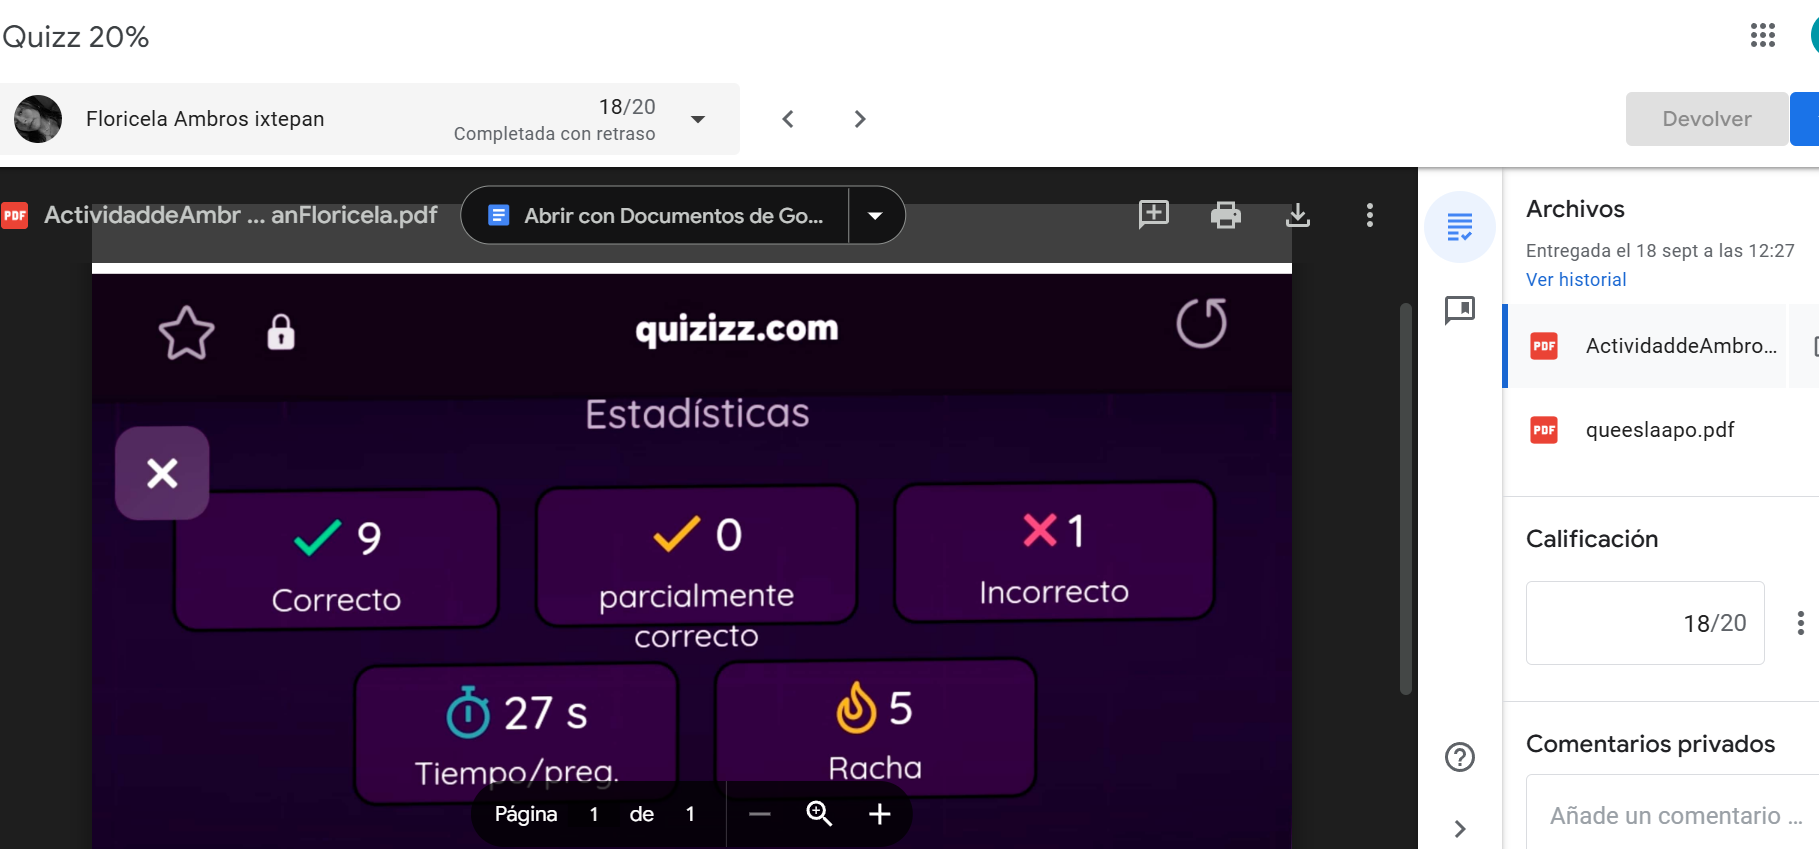 Quizz 20%
Floricela Ambros ixtepan
18/20
Completada con retraso
Devolver
PDF
ActividaddeAmbr ... anFloricela.pdf
Abrir con Documentos de Go...
quizizz.com
Estadísticas
9
Correcto
0
parcialmente
correcto
1
Incorrecto
27 s
Tiempo/preg.
5
Racha
Página 1 de 1
Archivos
Entregada el 18 sept a las 12:27
Ver historial
PDF
ActividaddeAmbro...
PDF
queeslaapo.pdf
Calificación
18/20
Comentarios privados
Añade un comentario ...